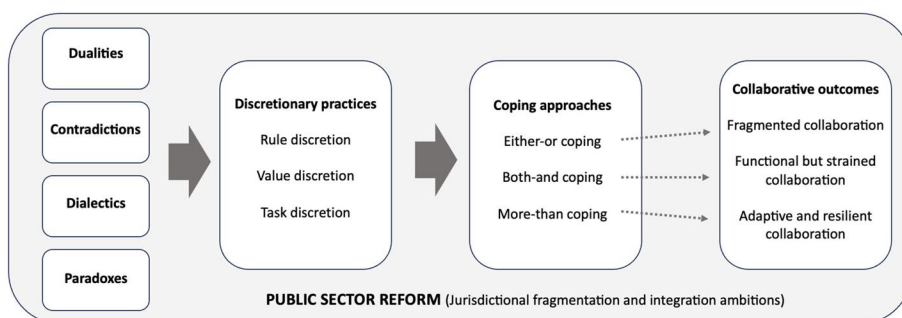 Dualities
Contradictions
Dialectics
Paradoxes
Discretionary practices
Rule discretion
Value discretion
Task discretion
Coping approaches
Either-or coping
Both-and coping
More-than coping
Collaborative outcomes
Fragmented collaboration
Functional but strained
collaboration
Adaptive and resilient
collaboration
PUBLIC SECTOR REFORM (Jurisdictional fragmentation and integration ambitions)